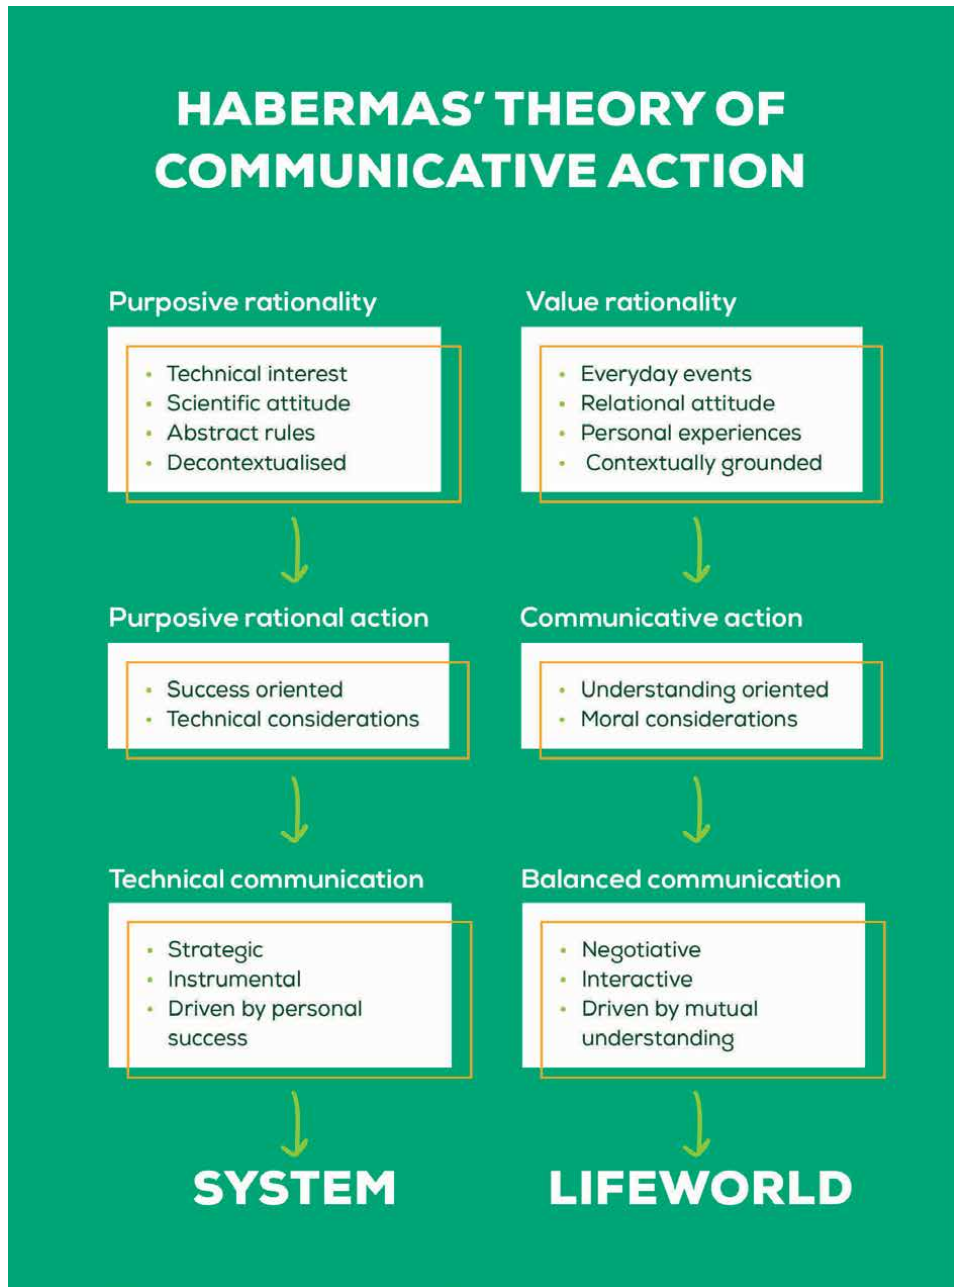 HABERMAS' THEORY OF
COMMUNICATIVE ACTION
Purposive rationality
• Technical interest
• Scientific attitude
• Abstract rules
• Decontextualised
Value rationality
• Everyday events
• Relational attitude
• Personal experiences
• Contextually grounded
Purposive rational action
• Success oriented
• Technical considerations
Communicative action
• Understanding oriented
• Moral considerations
Technical communication
• Strategic
• Instrumental
• Driven by personal
success
Balanced communication
• Negotiative
• Interactive
• Driven by mutual
understanding
SYSTEM
LIFEWORLD